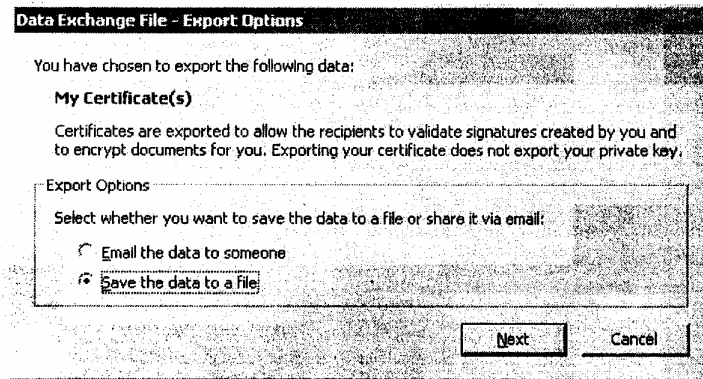 Data Exchange File - Export Options
You have chosen to export the following data:
My Certificate(s)
Certificates are exported to allow the recipients to validate signatures created by you and
to encrypt documents for you. Exporting your certificate does not export your private key.
Export Options
Select whether you want to save the data to a file or share it via email:
Email the data to someone
Save the data to a file
Next Cancel